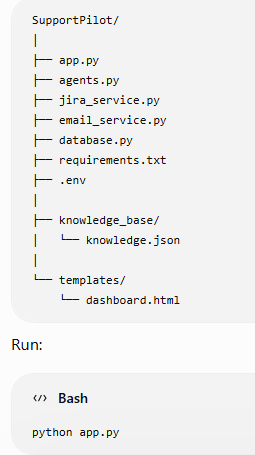 SupportPilot/
│
├── app.py
├── agents.py
├── jira_service.py
├── email_service.py
├── database.py
├── requirements.txt
├── .env
│
├── knowledge_base/
│   └── knowledge.json
│
└── templates/
    └── dashboard.html
Run:
</> Bash
python app.py